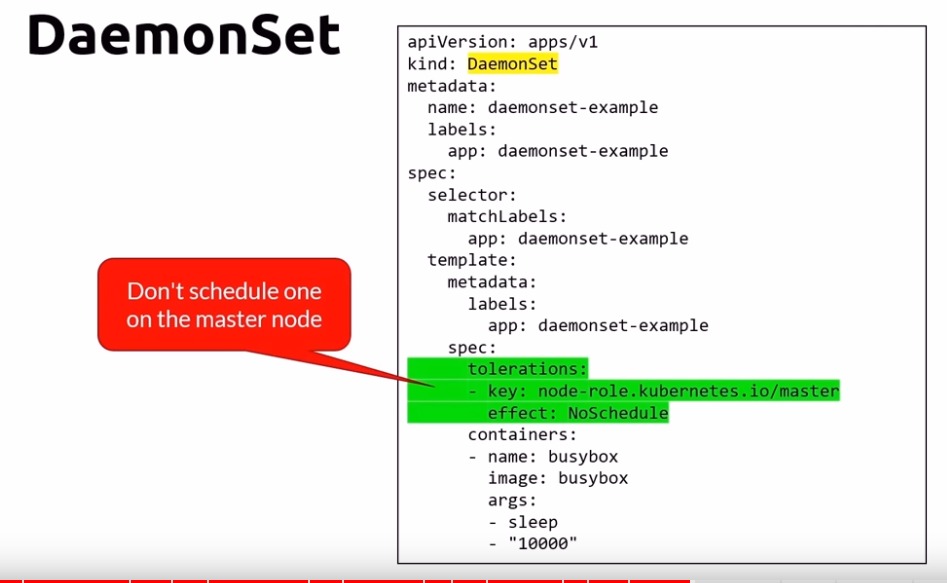 DaemonSet
apiVersion: apps/v1
kind: DaemonSet
metadata:
  name: daemonset-example
  labels:
    app: daemonset-example
spec:
  selector:
    matchLabels:
      app: daemonset-example
  template:
    metadata:
      labels:
        app: daemonset-example
    spec:
      tolerations:
      - key: node-role.kubernetes.io/master
        effect: NoSchedule
      containers:
      - name: busybox
        image: busybox
        args:
        - sleep
        - "10000"
Don't schedule one
on the master node